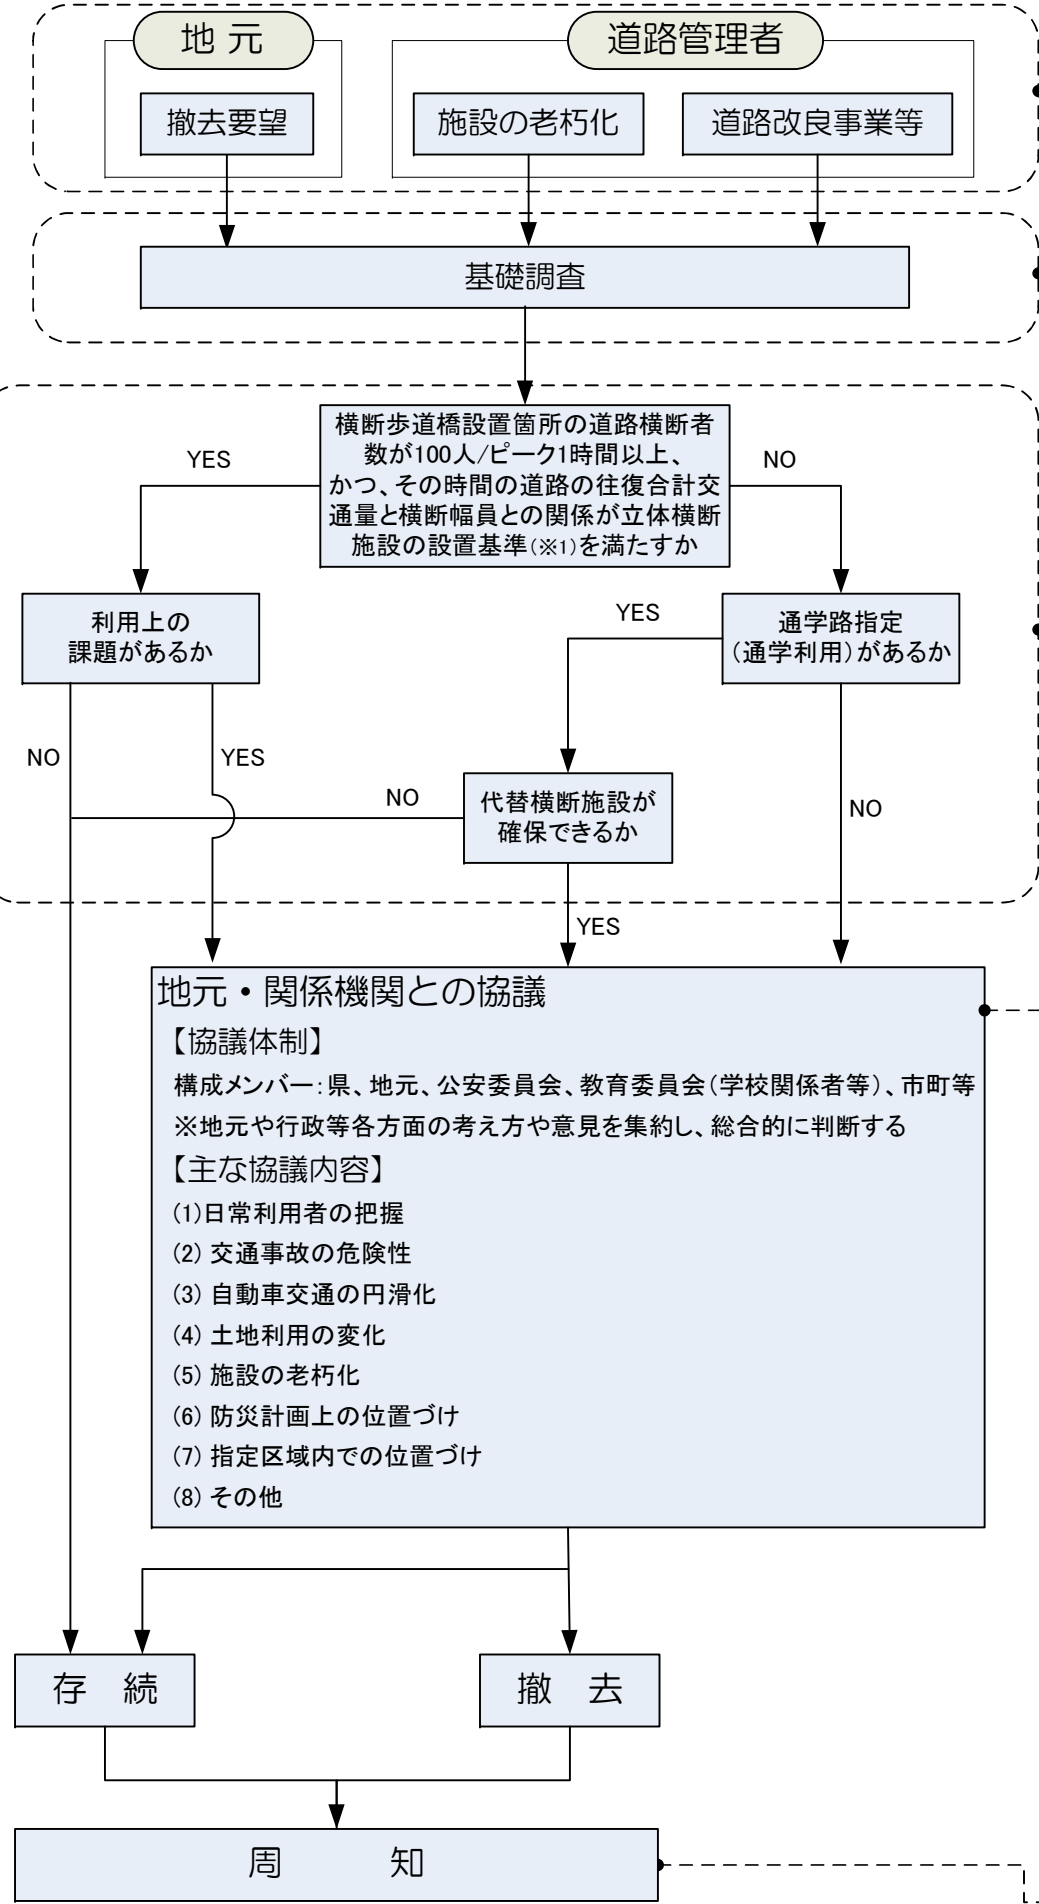 地 元
道路管理者
撤去要望
施設の老朽化
道路改良事業等
基礎調査
横断歩道橋設置箇所の道路横断者
数が100人/ピーク1時間以上、
かつ、その時間の道路の往復合計交
通量と横断幅員との関係が立体横断
施設の設置基準(※1)を満たすか
YES
NO
利用上の
課題があるか
YES
通学路指定
(通学利用)があるか
NO
YES
NO
代替横断施設が
確保できるか
NO
YES
地元・関係機関との協議
【協議体制】
構成メンバー:県、地元、公安委員会、教育委員会(学校関係者等)、市町等
※地元や行政等各方面の考え方や意見を集約し、総合的に判断する
【主な協議内容】
(1)日常利用者の把握
(2) 交通事故の危険性
(3) 自動車交通の円滑化
(4) 土地利用の変化
(5) 施設の老朽化
(6) 防災計画上の位置づけ
(7) 指定区域内での位置づけ
(8) その他
存 続
撤 去
周 知